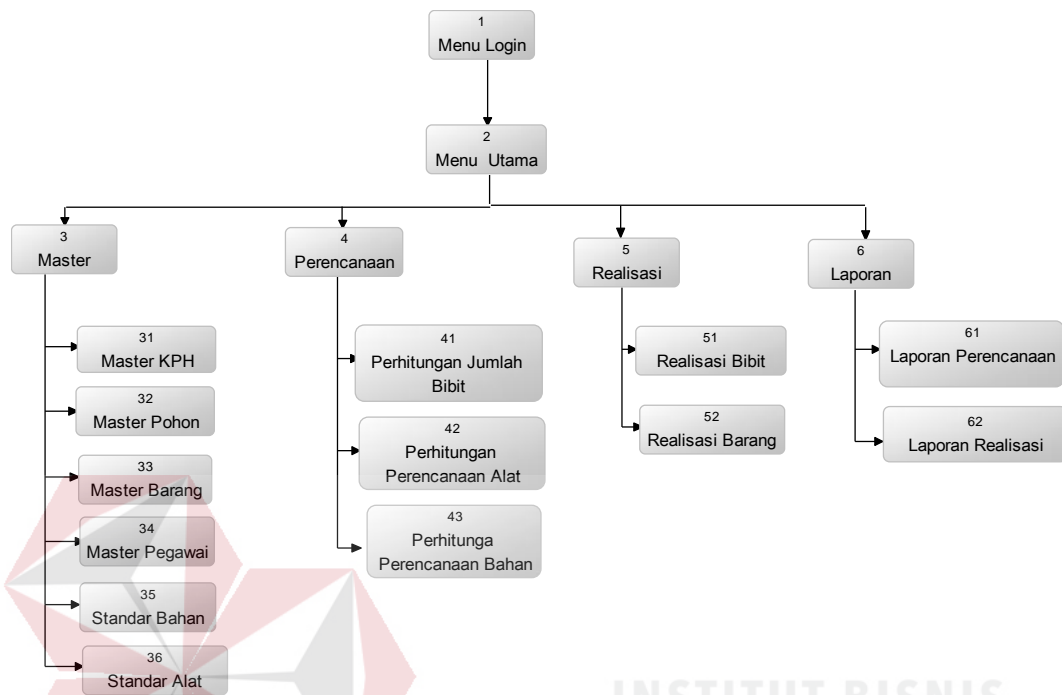 1
Menu Login
2
Menu Utama
3
Master
4
Perencanaan
5
Realisasi
6
Laporan
31
Master KPH
32
Master Pohon
33
Master Barang
34
Master Pegawai
35
Standar Bahan
36
Standar Alat
41
Perhitungan Jumlah
Bibit
42
Perhitungan
Perencanaan Alat
43
Perhitunga
Perencanaan Bahan
51
Realisasi Bibit
52
Realisasi Barang
61
Laporan Perencanaan
62
Laporan Realisasi
INSTITUT BISNIS